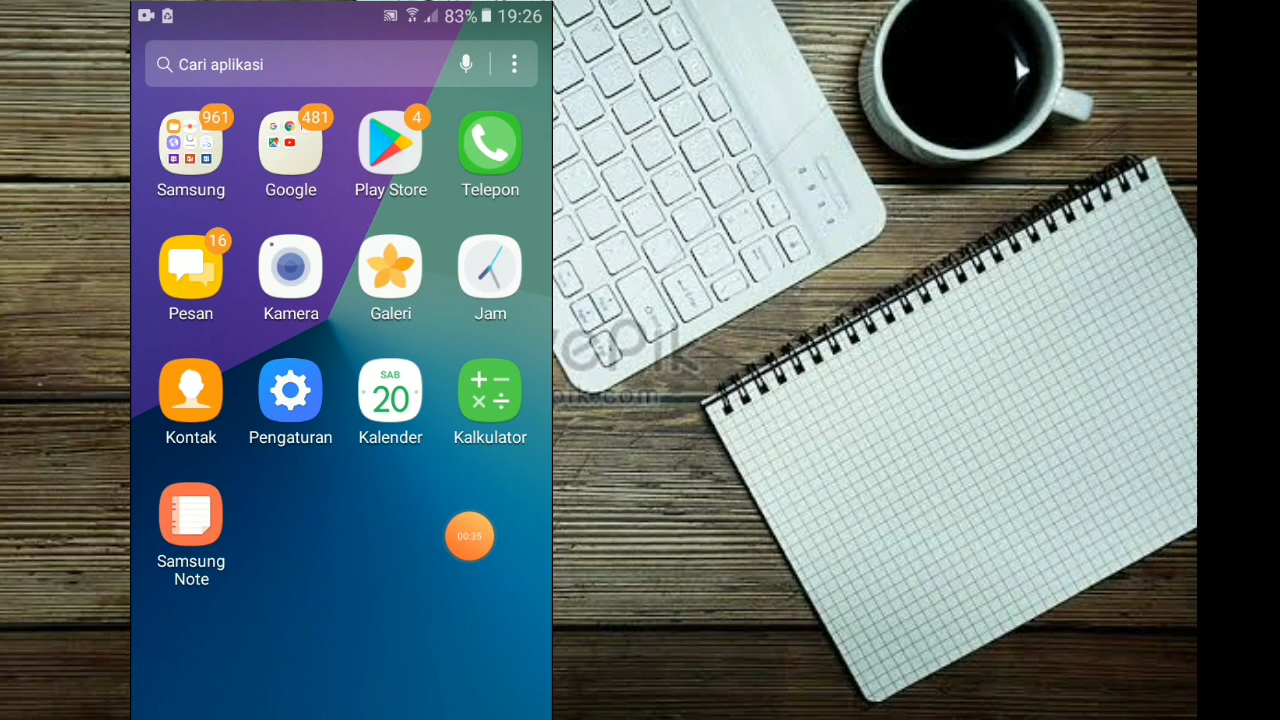 83% 19:26
Cari aplikasi
961 481 4
Samsung Google Play Store Telepon
16
Pesan Kamera Galeri Jam
SAB
20
Kontak Pengaturan Kalender Kalkulator
Samsung
Note
00:35